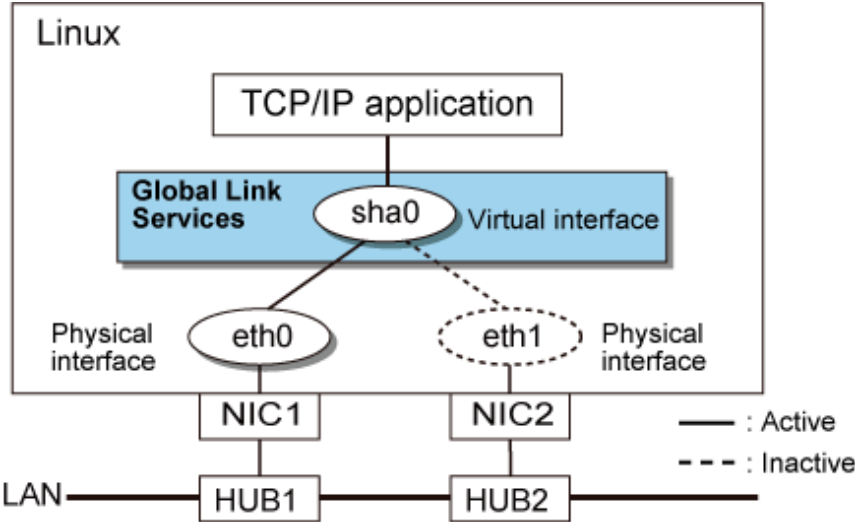 Linux
TCP/IP application
Global Link
Services
sha0
Virtual interface
Physical
interface
eth0
eth1
Physical
interface
NIC1
NIC2
: Active
: Inactive
LAN
HUB1
HUB2